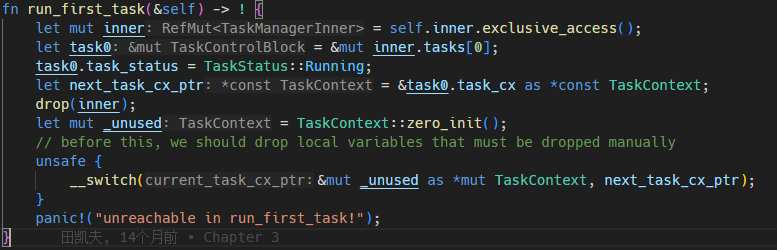 fn run_first_task(&self) -> ! {
    let mut inner: RefMut<TaskManagerInner> = self.inner.exclusive_access();
    let task0: &mut TaskControlBlock = &mut inner.tasks[0];
    task0.task_status = TaskStatus::Running;
    let next_task_cx_ptr: *const TaskContext = &task0.task_cx as *const TaskContext;
    drop(inner);
    let mut _unused: TaskContext = TaskContext::zero_init();
    // before this, we should drop local variables that must be dropped manually
    unsafe {
        __switch(current_task_cx_ptr: &mut _unused as *mut TaskContext, next_task_cx_ptr);
    }
    panic!("unreachable in run_first_task!");
}     田凯夫, 14个月前 • Chapter 3